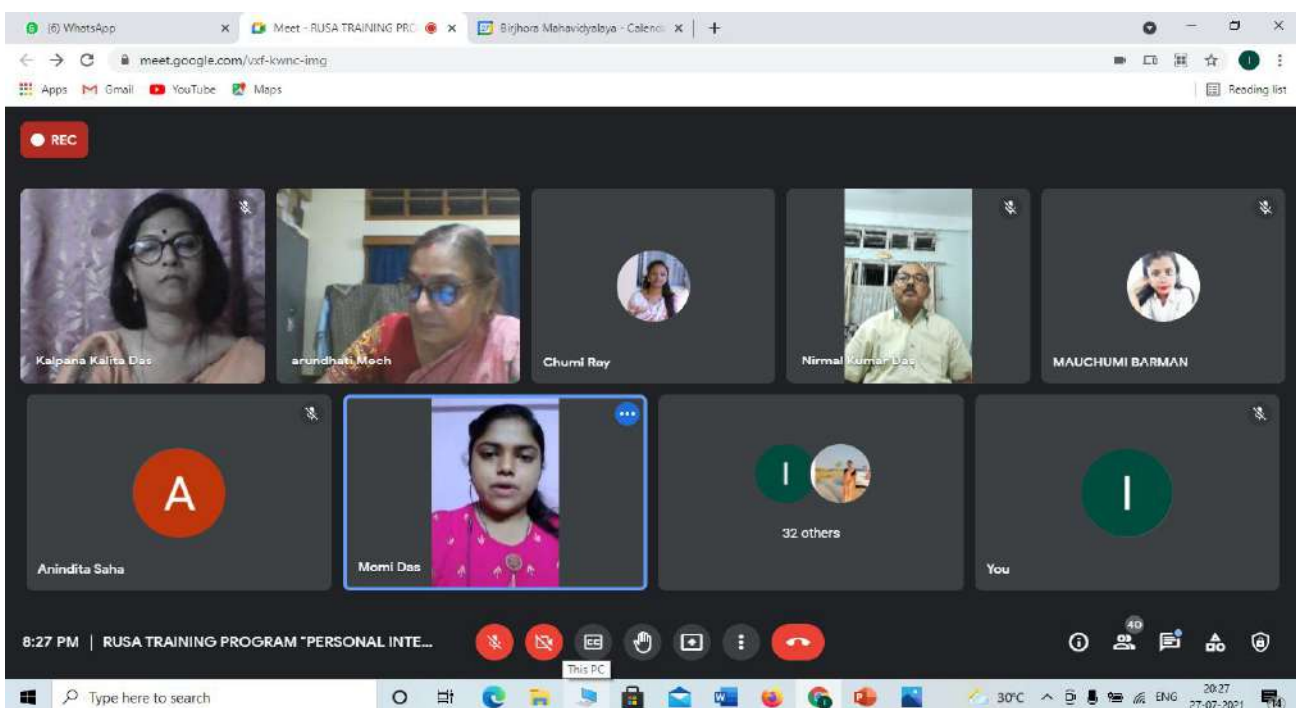 (6) WhatsApp
Meet - RUSA TRAINING PRO
Birjhora Mahavidyalaya - Calend
meet.google.com/vxf-kwnc-img
Apps
Gmail
YouTube
Maps
Reading list
REC
Kalpana Kalita Das
arundhati Mech
Chumi Ray
Nirmal Kumar Das
MAUCHUMI BARMAN
A
I
I
Anindita Saha
Momi Das
32 others
You
8:27 PM | RUSA TRAINING PROGRAM "PERSONAL INTE...
40
This PC
Type here to search
30°C
ENG
20:27
27-07-2021